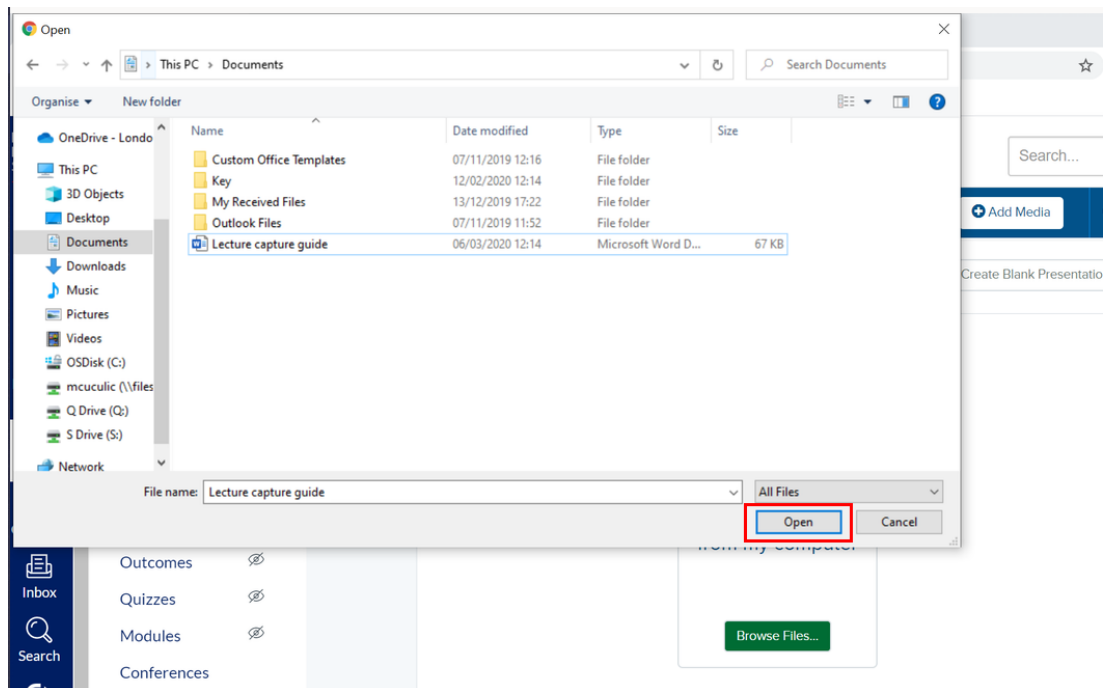 Open
This PC > Documents
Search Documents
Organise
New folder
Name Date modified Type Size
OneDrive - Londo
This PC
3D Objects
Desktop
Documents
Downloads
Music
Pictures
Videos
OSDisk (C:)
mcuculic (\\files
Q Drive (Q:)
S Drive (S:)
Network
Custom Office Templates 07/11/2019 12:16 File folder
Key 12/02/2020 12:14 File folder
My Received Files 13/12/2019 17:22 File folder
Outlook Files 07/11/2019 11:52 File folder
Lecture capture guide 06/03/2020 12:14 Microsoft Word D... 67 KB
File name: Lecture capture guide
All Files
Open Cancel
Search...
Add Media
Create Blank Presentatio
from my computer
Browse Files...
Inbox
Search
Outcomes
Quizzes
Modules
Conferences